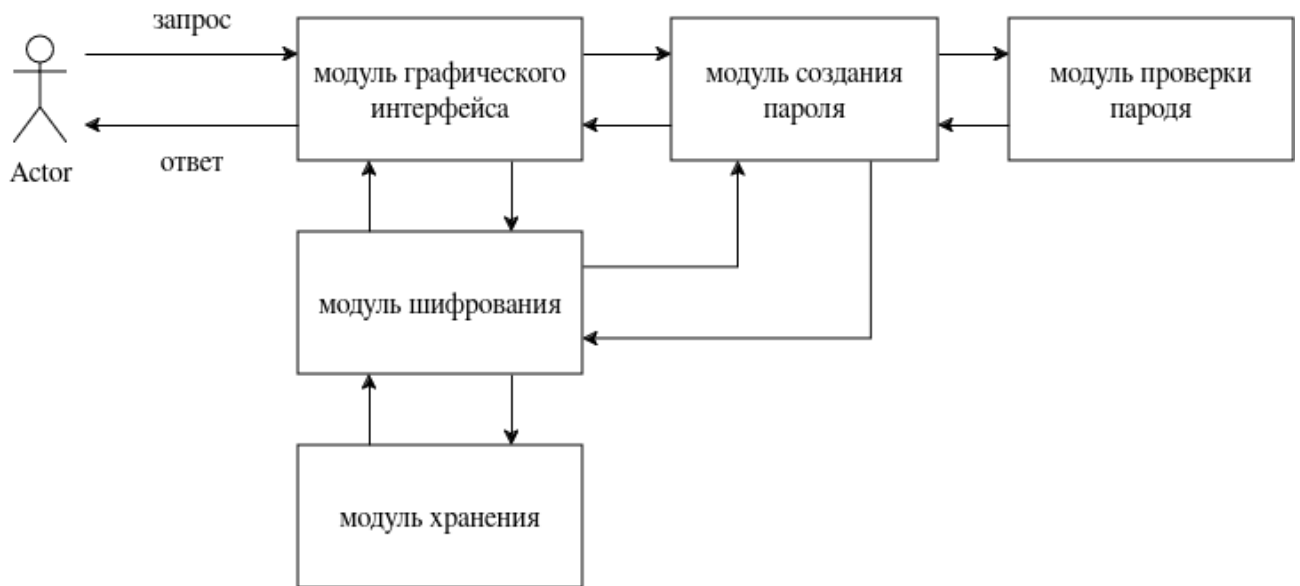 запрос
модуль графического
интерфейса
модуль создания
пароля
модуль проверки
пародя
ответ
Actor
модуль шифрования
модуль хранения